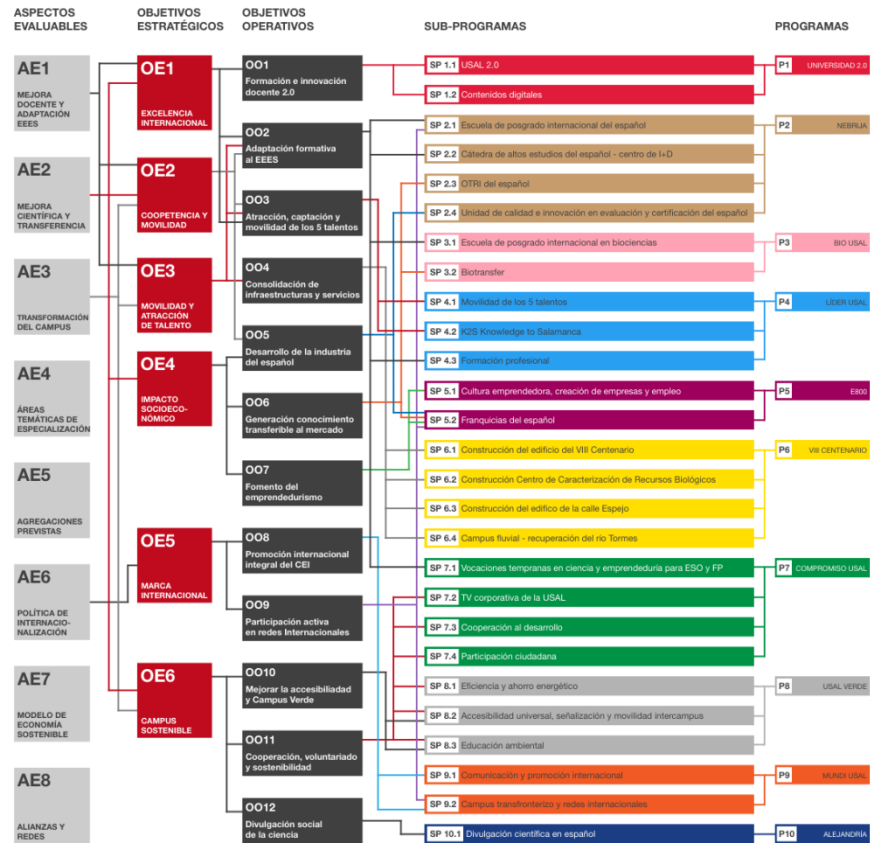 ASPECTOS
EVALUABLES
OBJETIVOS
ESTRATÉGICOS
OBJETIVOS
OPERATIVOS
SUB-PROGRAMAS
PROGRAMAS
AE1
MEJORA
DOCENTE Y
ADAPTACIÓN
EEES
AE2
MEJORA
CIENTÍFICA Y
TRANSFERENCIA
AE3
TRANSFORMACIÓN
DEL CAMPUS
AE4
ÁREAS
TEMÁTICAS DE
ESPECIALIZACIÓN
AE5
AGREGACIONES
PREVISTAS
AE6
POLÍTICA DE
INTERNACIO-
NALIZACIÓN
AE7
MODELO DE
ECONOMÍA
SOSTENIBLE
AE8
ALIANZAS Y
REDES
OE1
EXCELENCIA
INTERNACIONAL
OE2
COOPETENCIA Y
MOVILIDAD
OE3
MOVILIDAD Y
ATRACCIÓN
DE TALENTO
OE4
IMPACTO
SOCIOECO-
NÓMICO
OE5
MARCA
INTERNACIONAL
OE6
CAMPUS
SOSTENIBLE
OO1
Formación e innovación
docente 2.0
OO2
Adaptación formativa
al EEES
OO3
Atracción, captación y
movilidad de los 5 talentos
OO4
Consolidación de
infraestructuras y servicios
OO5
Desarrollo de la industria
del español
OO6
Generación conocimiento
transferible al mercado
OO7
Fomento del
emprendedurismo
OO8
Promoción internacional
integral del CEI
OO9
Participación activa
en redes Internacionales
OO10
Mejorar la accesibiliadad
y Campus Verde
OO11
Cooperación, voluntariado
y sostenibilidad
OO12
Divulgación social
de la ciencia
SP 1.1 USAL 2.0
SP 1.2 Contenidos digitales
SP 2.1 Escuela de posgrado internacional del español
SP 2.2 Cátedra de altos estudios del español - centro de I+D
SP 2.3 OTRI del español
SP 2.4 Unidad de calidad e innovación en evaluación y certificación del español
SP 3.1 Escuela de posgrado internacional en biociencias
SP 3.2 Biotransfer
SP 4.1 Movilidad de los 5 talentos
SP 4.2 K2S Knowledge to Salamanca
SP 4.3 Formación profesional
SP 5.1 Cultura emprendedora, creación de empresas y empleo
SP 5.2 Franquicias del español
SP 6.1 Construcción del edificio del VIII Centenario
SP 6.2 Construcción Centro de Caracterización de Recursos Biológicos
SP 6.3 Construcción del edifico de la calle Espejo
SP 6.4 Campus fluvial - recuperación del río Tormes
SP 7.1 Vocaciones tempranas en ciencia y emprendeduría para ESO y FP
SP 7.2 TV corporativa de la USAL
SP 7.3 Cooperación al desarrollo
SP 7.4 Participación ciudadana
SP 8.1 Eficiencia y ahorro energético
SP 8.2 Accesibilidad universal, señalización y movilidad intercampus
SP 8.3 Educación ambiental
SP 9.1 Comunicación y promoción internacional
SP 9.2 Campus transfronterizo y redes internacionales
SP 10.1 Divulgación científica en español
P1 UNIVERSIDAD 2.0
P2 NEBRIJA
P3 BIO USAL
P4 LÍDER USAL
P5 E800
P6 VIII CENTENARIO
P7 COMPROMISO USAL
P8 USAL VERDE
P9 MUNDI USAL
P10 ALEJANDRÍA